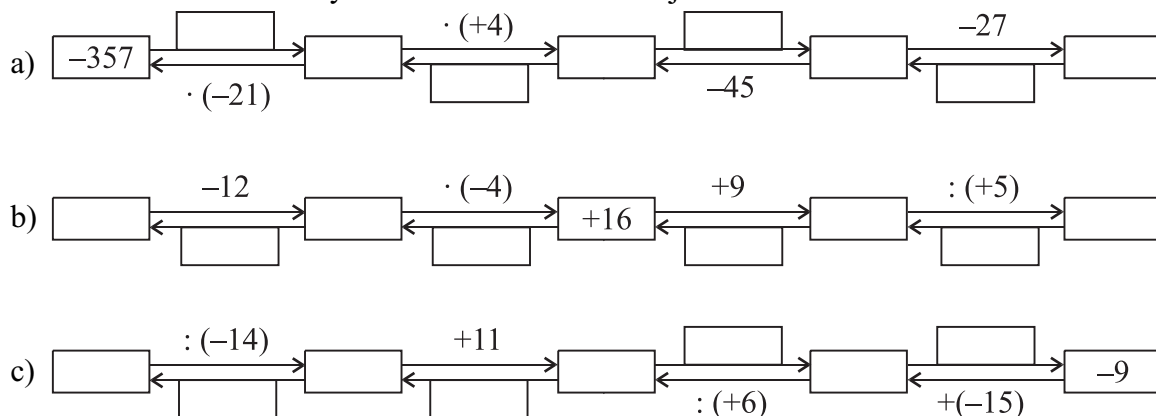 a) –357 · (–21) · (+4) –45 –27
b) –12 · (–4) +16 +9 : (+5)
c) : (–14) +11 : (+6) +(–15) –9